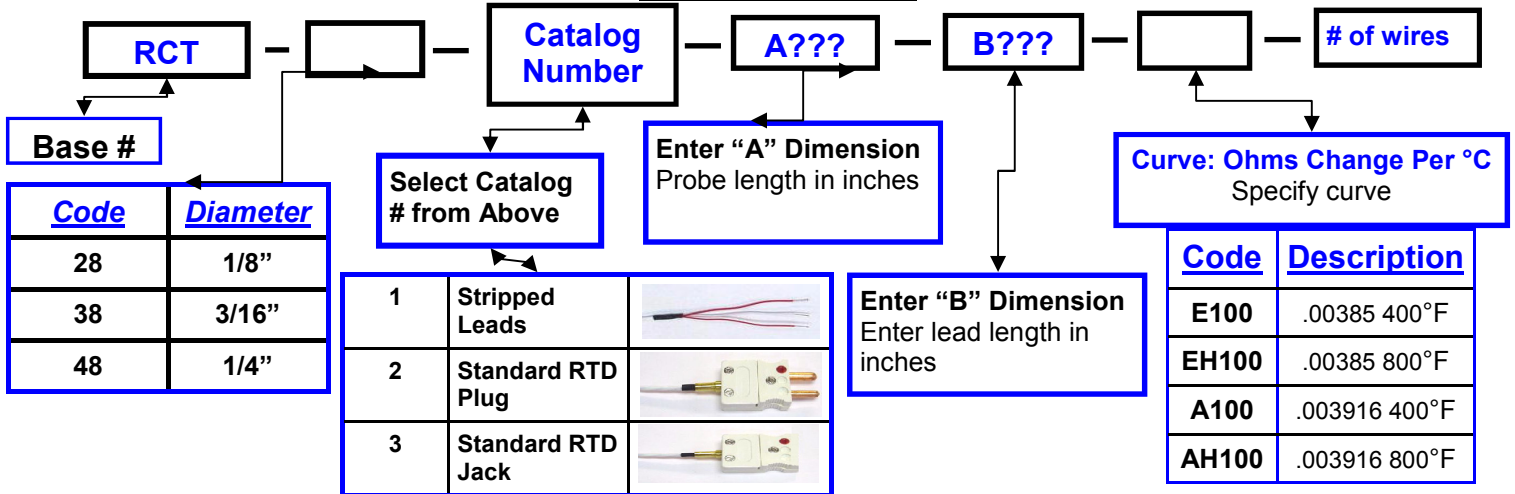 RCT
Catalog
Number
A???
B???
# of wires
Base #
Code Diameter
28 1/8”
38 3/16”
48 1/4”
Select Catalog
# from Above
1 Stripped
Leads
2 Standard RTD
Plug
3 Standard RTD
Jack
Enter “A” Dimension
Probe length in inches
Enter “B” Dimension
Enter lead length in
inches
Curve: Ohms Change Per °C
Specify curve
Code Description
E100 .00385 400°F
EH100 .00385 800°F
A100 .003916 400°F
AH100 .003916 800°F